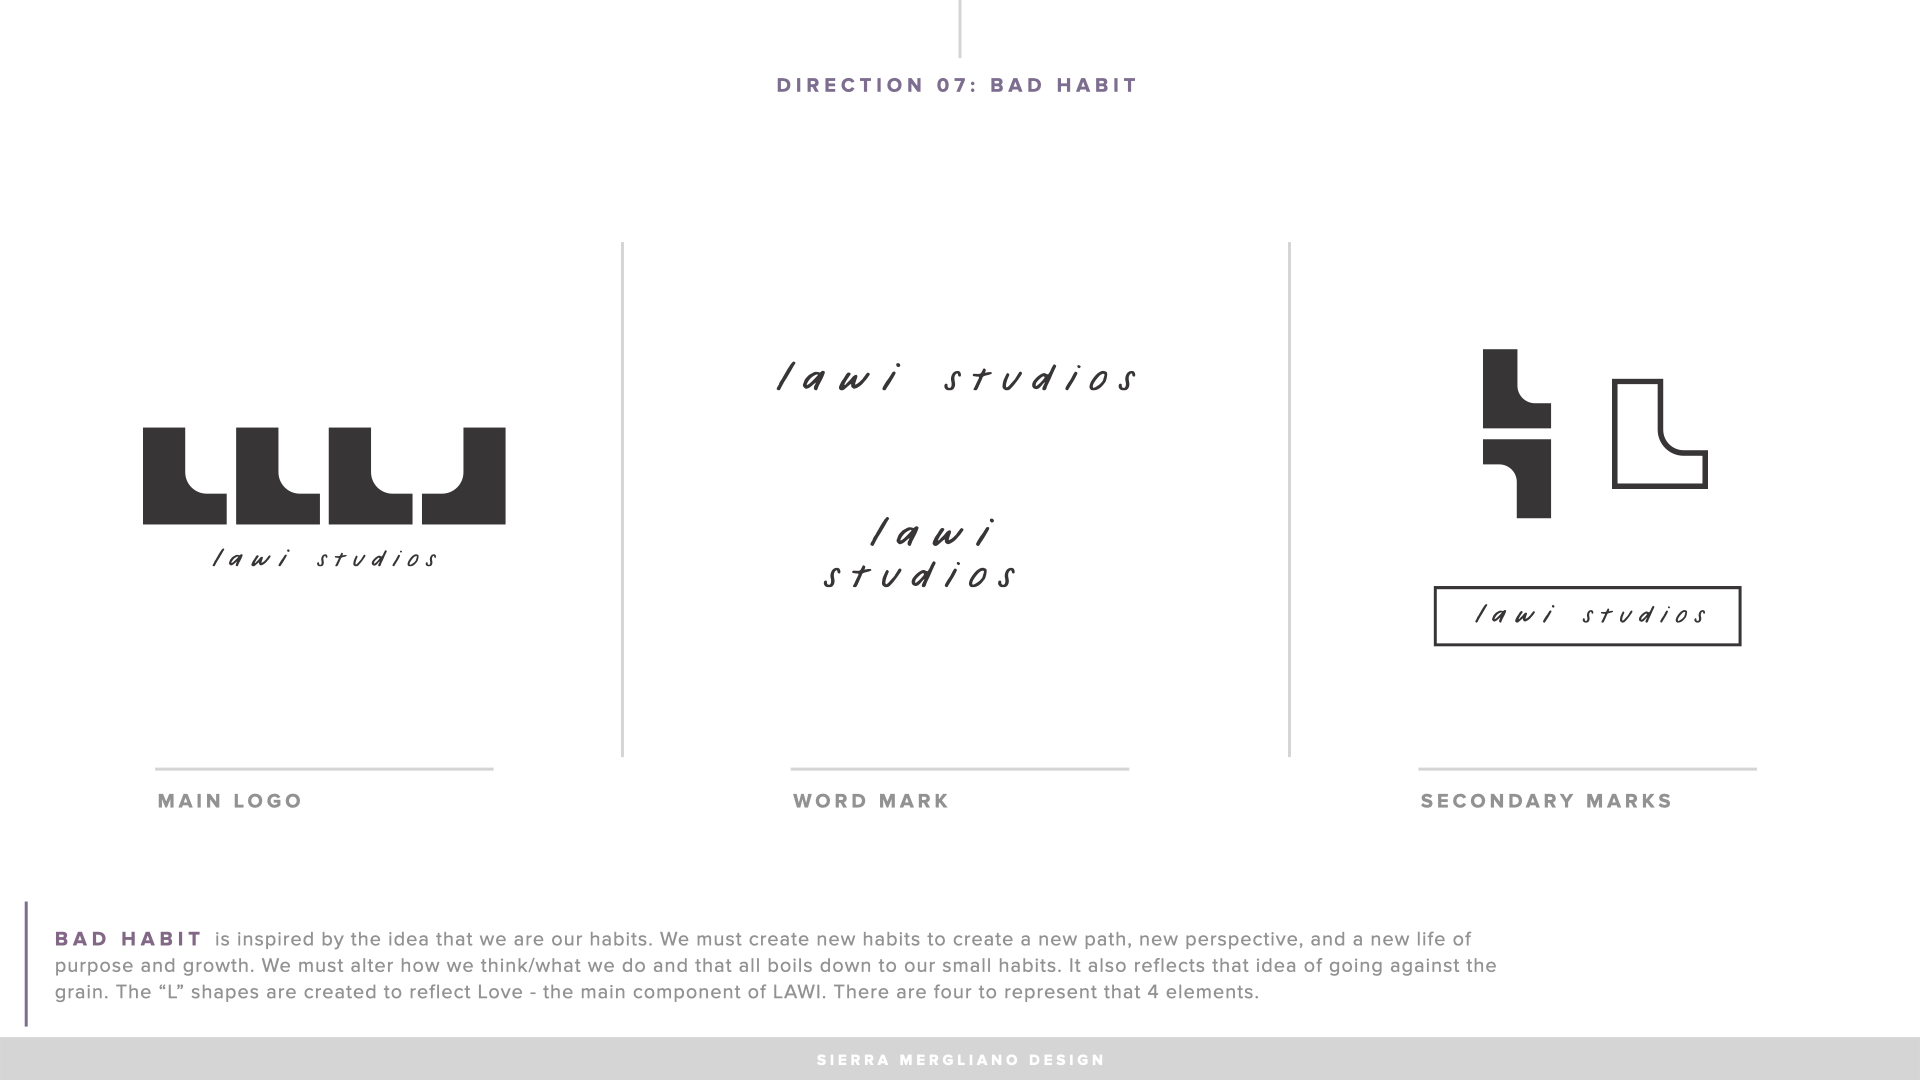 DIRECTION 07: BAD HABIT
lawi studios
MAIN LOGO
lawi studios
lawi
studios
WORD MARK
L
lawi studios
SECONDARY MARKS
BAD HABIT is inspired by the idea that we are our habits. We must create new habits to create a new path, new perspective, and a new life of
purpose and growth. We must alter how we think/what we do and that all boils down to our small habits. It also reflects that idea of going against the
grain. The “L” shapes are created to reflect Love - the main component of LAWI. There are four to represent that 4 elements.
SIERRA MERGLIANO DESIGN